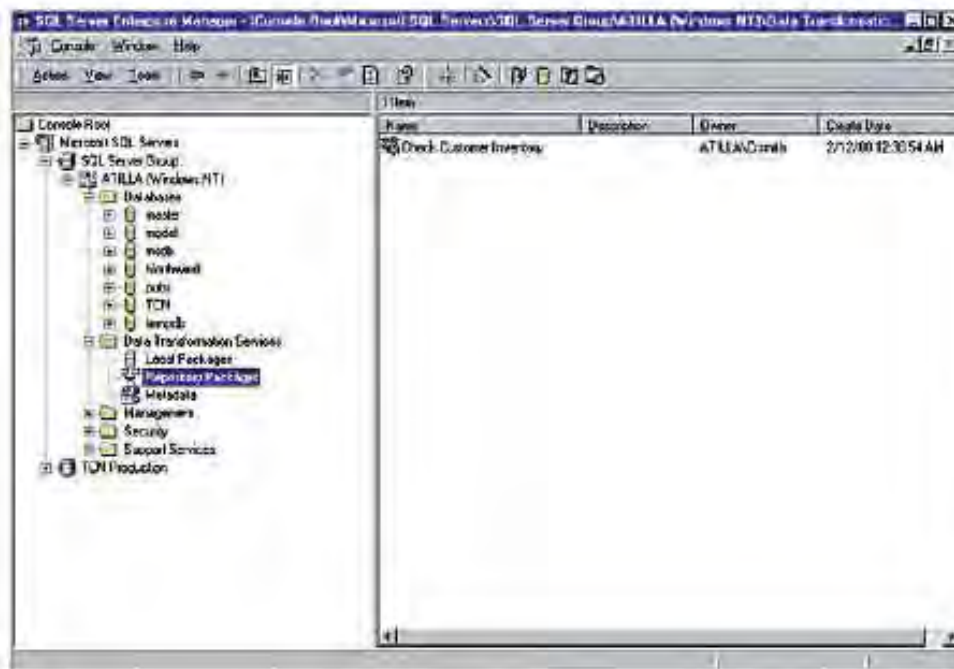 SQL Server Enterprise Manager - [Console Root\Microsoft SQL Servers\SQL Server Group\ATILLA (Windows NT)\Data Transformatio
Console Window Help
Action View Tools
1 Item
Console Root
Microsoft SQL Servers
SQL Server Group
ATILLA (Windows NT)
Databases
master
model
msdb
Northwind
pubs
TCN
tempdb
Data Transformation Services
Local Packages
Repository Packages
Metadata
Management
Security
Support Services
TCN Production
Name Description Owner Create Date
Check Customer Inventory 2/12/00 12:30:54 AM